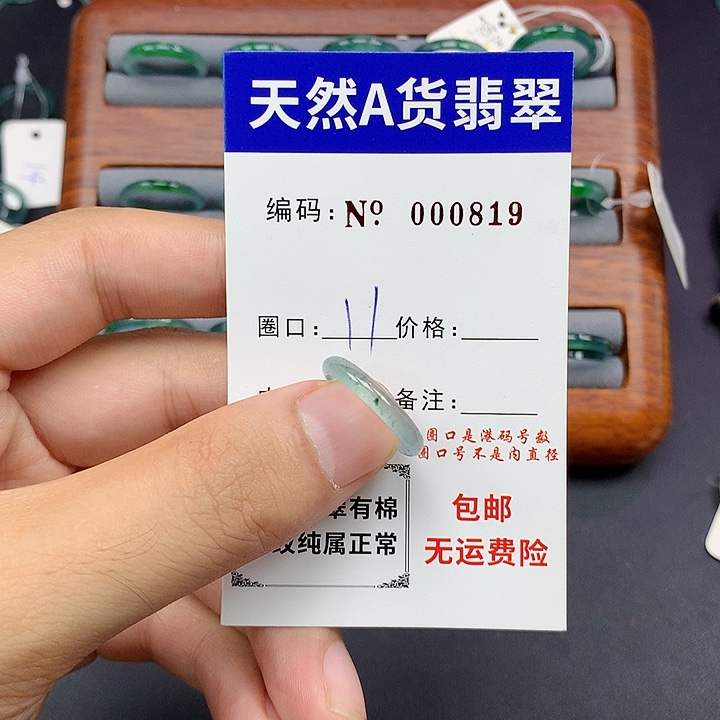 天然A货翡翠
编码:Nº 000819
圈口: 11 价格:
备注:
圈口是港码号数
圈口号不是内直径
翠有棉 包邮
纹纯属正常 无运费险